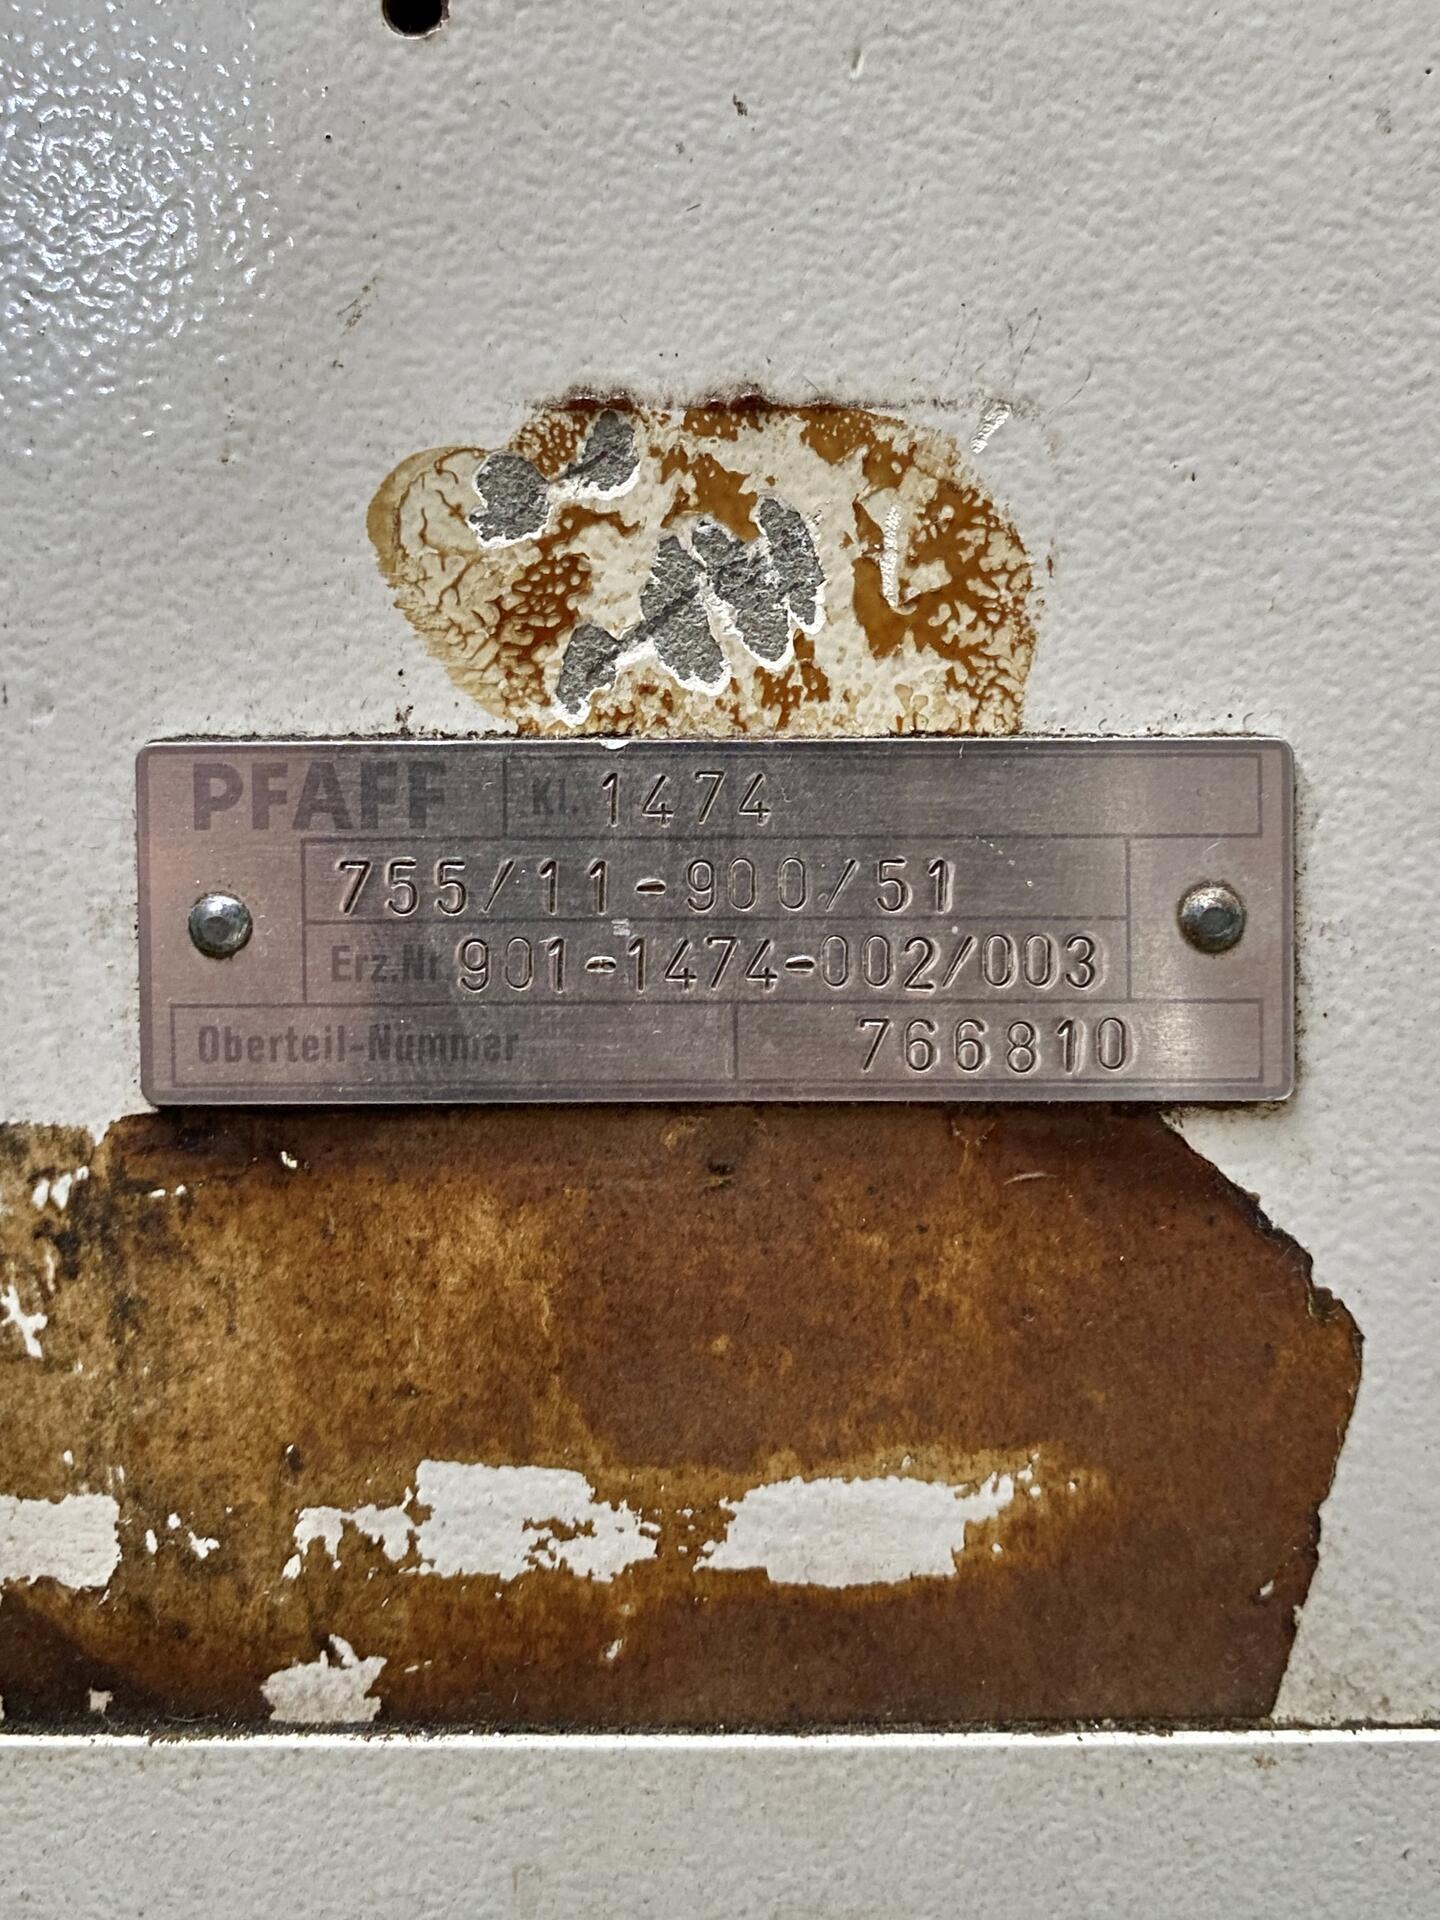 PFAFF Kl. 1474
755/11-900/51
Erz.Nr. 901-1474-002/003
Oberteil-Nummer 766810